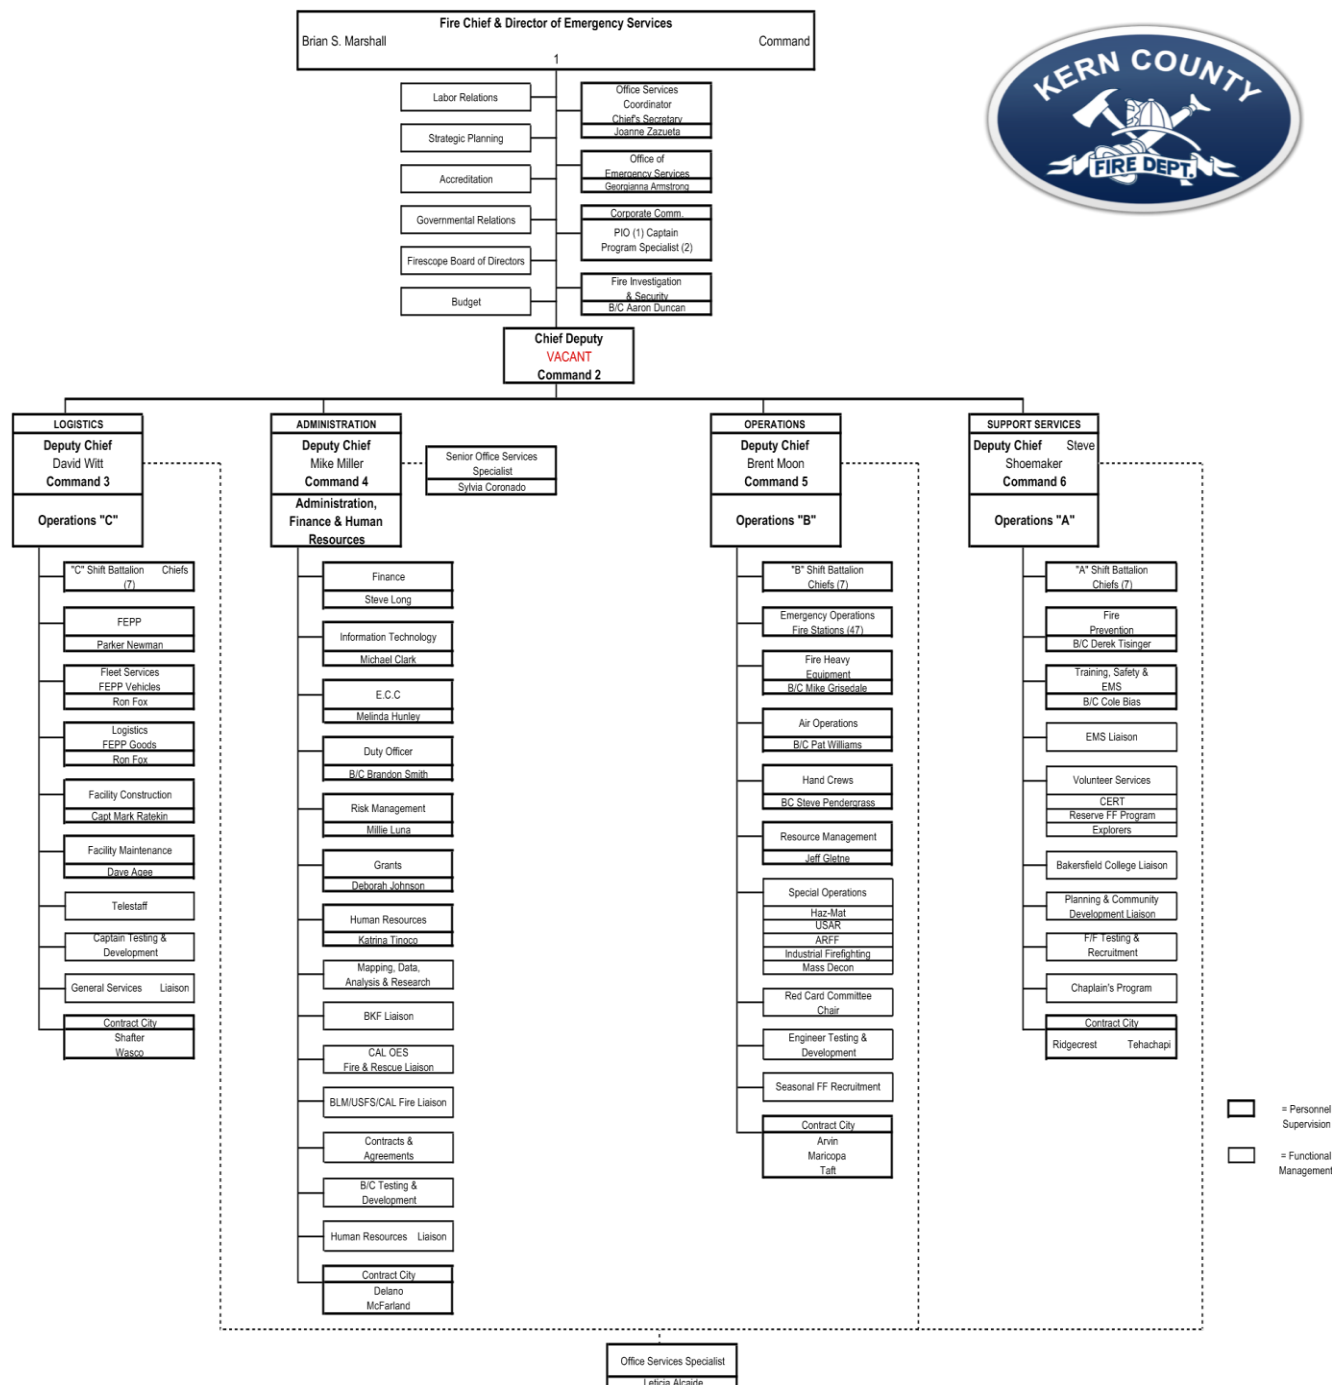 Fire Chief & Director of Emergency Services
Brian S. Marshall Command
1
KERN COUNTY
FIRE DEPT.
Labor Relations
Strategic Planning
Accreditation
Governmental Relations
Firescope Board of Directors
Budget
Office Services
Coordinator
Chief's Secretary
Joanne Zazueta
Office of
Emergency Services
Georgianna Armstrong
Corporate Comm.
PIO (1) Captain
Program Specialist (2)
Fire Investigation
& Security
B/C Aaron Duncan
Chief Deputy
VACANT
Command 2
LOGISTICS
Deputy Chief
David Witt
Command 3
Operations "C"
"C" Shift Battalion Chiefs
(7)
FEPP
Parker Newman
Fleet Services
FEPP Vehicles
Ron Fox
Logistics
FEPP Goods
Ron Fox
Facility Construction
Capt Mark Ratekin
Facility Maintenance
Dave Agee
Telestaff
Captain Testing &
Development
General Services Liaison
Contract City
Shafter
Wasco
ADMINISTRATION
Deputy Chief
Mike Miller
Command 4
Administration,
Finance & Human
Resources
Senior Office Services
Specialist
Sylvia Coronado
Finance
Steve Long
Information Technology
Michael Clark
E.C.C
Melinda Hunley
Duty Officer
B/C Brandon Smith
Risk Management
Millie Luna
Grants
Deborah Johnson
Human Resources
Katrina Tinoco
Mapping, Data,
Analysis & Research
BKF Liaison
CAL OES
Fire & Rescue Liaison
BLM/USFS/CAL Fire Liaison
Contracts &
Agreements
B/C Testing &
Development
Human Resources Liaison
Contract City
Delano
McFarland
OPERATIONS
Deputy Chief
Brent Moon
Command 5
Operations "B"
"B" Shift Battalion
Chiefs (7)
Emergency Operations
Fire Stations (47)
Fire Heavy
Equipment
B/C Mike Grisedale
Air Operations
B/C Pat Williams
Hand Crews
BC Steve Pendergrass
Resource Management
Jeff Gletne
Special Operations
Haz-Mat
USAR
ARFF
Industrial Firefighting
Mass Decon
Red Card Committee
Chair
Engineer Testing &
Development
Seasonal FF Recruitment
Contract City
Arvin
Maricopa
Taft
SUPPORT SERVICES
Deputy Chief Steve
Shoemaker
Command 6
Operations "A"
"A" Shift Battalion
Chiefs (7)
Fire
Prevention
B/C Derek Tisinger
Training, Safety &
EMS
B/C Cole Bias
EMS Liaison
Volunteer Services
CERT
Reserve FF Program
Explorers
Bakersfield College Liaison
Planning & Community
Development Liaison
F/F Testing &
Recruitment
Chaplain's Program
Contract City
Ridgecrest Tehachapi
= Personnel
Supervision
= Functional
Management
Office Services Specialist
Leticia Alcaide